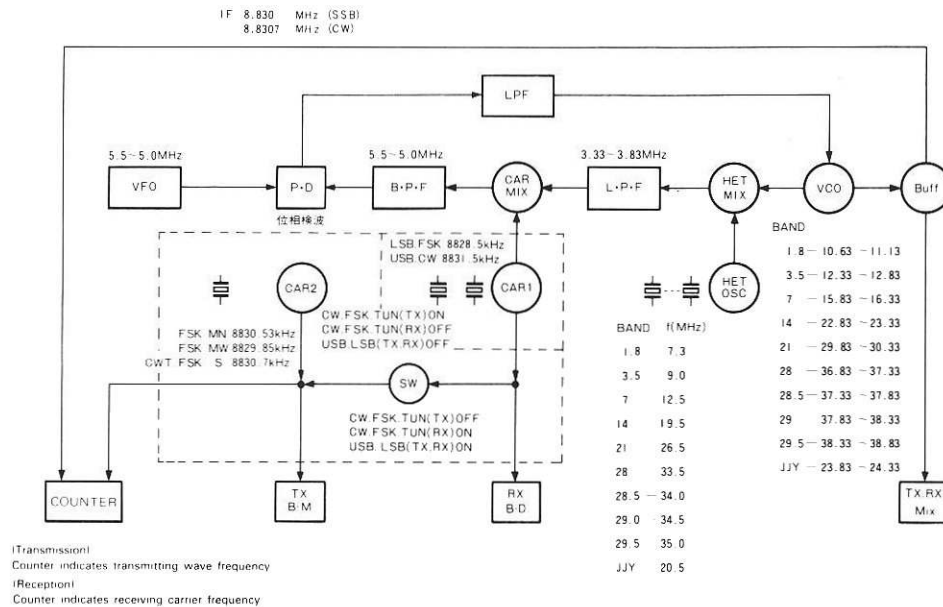 IF 8.830 MHz (SSB)
8.8307 MHz (CW)
LPF
5.5~5.0MHz
5.5~5.0MHz
3.33~3.83MHz
VFO
P·D
B·P·F
CAR MIX
L·P·F
HET MIX
VCO
Buff
位相検波
BAND
1.8 — 10.63 ~ 11.13
3.5 — 12.33 ~ 12.83
7 — 15.83 ~ 16.33
14 — 22.83 ~ 23.33
21 — 29.83 ~ 30.33
28 — 36.83 ~ 37.33
28.5 — 37.33 ~ 37.83
29 37.83 ~ 38.33
29.5 — 38.33 ~ 38.83
JJY — 23.83 ~ 24.33
LSB.FSK 8828.5kHz
USB.CW 8831.5kHz
CAR2
CAR1
HET OSC
CW.FSK.TUN(TX)ON
CW.FSK.TUN(RX)OFF
USB.LSB(TX.RX)OFF
FSK MN 8830.53kHz
FSK MW 8829.85kHz
CWT FSK S 8830.7kHz
SW
CW.FSK.TUN(TX)OFF
CW.FSK.TUN(RX)ON
USB.LSB(TX.RX)ON
BAND f(MHz)
1.8 7.3
3.5 9.0
7 12.5
14 19.5
21 26.5
28 33.5
28.5 — 34.0
29.0 34.5
29.5 35.0
JJY 20.5
COUNTER
TX
B·M
RX
B·D
TX.RX
Mix
(Transmission)
Counter indicates transmitting wave frequency
(Reception)
Counter indicates receiving carrier frequency